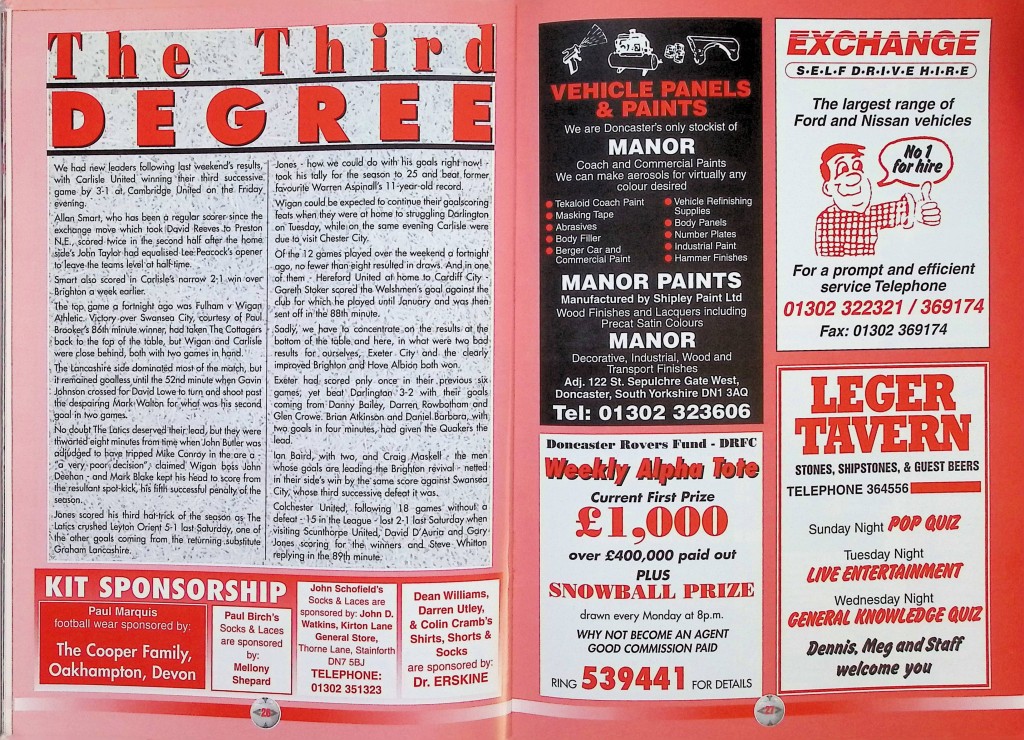 The Third
DEGREE
We had new leaders following last weekend's results,
with Carlisle United winning their third successive
game by 3-1 at Cambridge United on the Friday
evening.
Allan Smart, who has been a regular scorer since the
exchange move which took David Reeves to Preston
N.E., scored twice in the second half after the home
side's John Taylor had equalised Lee Peacock's opener
to leave the teams level at half-time.
Smart also scored in Carlisle's narrow 2-1 win over
Brighton a week earlier.
The top game a fortnight ago was Fulham v Wigan
Athletic. Victory over Swansea City, courtesy of Paul
Brooker's 86th minute winner, had taken The Cottagers
back to the top of the table, but Wigan and Carlisle
were close behind, both with two games in hand.
The Lancashire side dominated most of the match, but
it remained goalless until the 52nd minute when Gavin
Johnson crossed for David Lowe to turn and shoot past
the despairing Mark Walton for what was his second
goal in two games.
No doubt The Latics deserved their lead, but they were
thwarted eight minutes from time when John Butler was
adjudged to have tripped Mike Conroy in the are a -
"a very poor decision", claimed Wigan boss John
Deehan - and Mark Blake kept his head to score from
the resultant spot-kick, his fifth successful penalty of the
season.
Jones scored his third hat-trick of the season as The
Latics crushed Leyton Orient 5-1 last Saturday, one of
the other goals coming from the returning substitute
Graham Lancashire.
Jones - how we could do with his goals right now! -
took his tally for the season to 25 and beat former
favourite Warren Aspinall's 11-year-old record.
Wigan could be expected to continue their goalscoring
feats when they were at home to struggling Darlington
on Tuesday, while on the same evening Carlisle were
due to visit Chester City.
Of the 12 games played over the weekend a fortnight
ago, no fewer than eight resulted in draws. And in one
of them - Hereford United at home to Cardiff City -
Gareth Stoker scored the Welshmen's goal against the
club for which he played until January and was then
sent off in the 88th minute.
Sadly, we have to concentrate on the results at the
bottom of the table and here, in what were two bad
results for ourselves, Exeter City and the clearly
improved Brighton and Hove Albion both won.
Exeter had scored only once in their previous six
games, yet beat Darlington 3-2 with their goals
coming from Danny Bailey, Darren Rowbotham and
Glen Crowe. Brian Atkinson and Daniel Barbara, with
two goals in four minutes, had given the Quakers the
lead.
Ian Baird, with two, and Craig Maskell - the men
whose goals are leading the Brighton revival - netted
in their side's win by the same score against Swansea
City, whose third successive defeat it was.
Colchester United, following 18 games without a
defeat - 15 in the League - lost 2-1 last Saturday when
visiting Scunthorpe United, David D'Auria and Gary
Jones scoring for the winners and Steve Whitton
replying in the 89th minute.
KIT SPONSORSHIP
Paul Marquis
football wear sponsored by:
The Cooper Family,
Oakhampton, Devon
Paul Birch's
Socks & Laces
are sponsored
by:
Mellony
Shepard
John Schofield's
Socks & Laces are
sponsored by: John D.
Watkins, Kirton Lane
General Store,
Thorne Lane, Stainforth
DN7 5BJ
TELEPHONE:
01302 351323
Dean Williams,
Darren Utley,
& Colin Cramb's
Shirts, Shorts &
Socks
are sponsored by:
Dr. ERSKINE
26
VEHICLE PANELS
& PAINTS
We are Doncaster's only stockist of
MANOR
Coach and Commercial Paints
We can make aerosols for virtually any
colour desired
Tekaloid Coach Paint
Masking Tape
Abrasives
Body Filler
Berger Car and
Commercial Paint
Vehicle Refinishing
Supplies
Body Panels
Number Plates
Industrial Paint
Hammer Finishes
MANOR PAINTS
Manufactured by Shipley Paint Ltd
Wood Finishes and Lacquers including
Precat Satin Colours
MANOR
Decorative, Industrial, Wood and
Transport Finishes
Adj. 122 St. Sepulchre Gate West,
Doncaster, South Yorkshire DN1 3AQ
Tel: 01302 323606
Doncaster Rovers Fund - DRFC
Weekly Alpha Tote
Current First Prize
£1,000
over £400,000 paid out
PLUS
SNOWBALL PRIZE
drawn every Monday at 8p.m.
WHY NOT BECOME AN AGENT
GOOD COMMISSION PAID
RING 539441 FOR DETAILS
EXCHANGE
S•E•L•F D•R•I•V•E H•I•R•E
The largest range of
Ford and Nissan vehicles
No 1
for hire
For a prompt and efficient
service Telephone
01302 322321 / 369174
Fax: 01302 369174
LEGER
TAVERN
STONES, SHIPSTONES, & GUEST BEERS
TELEPHONE 364556
Sunday Night POP QUIZ
Tuesday Night
LIVE ENTERTAINMENT
Wednesday Night
GENERAL KNOWLEDGE QUIZ
Dennis, Meg and Staff
welcome you
27